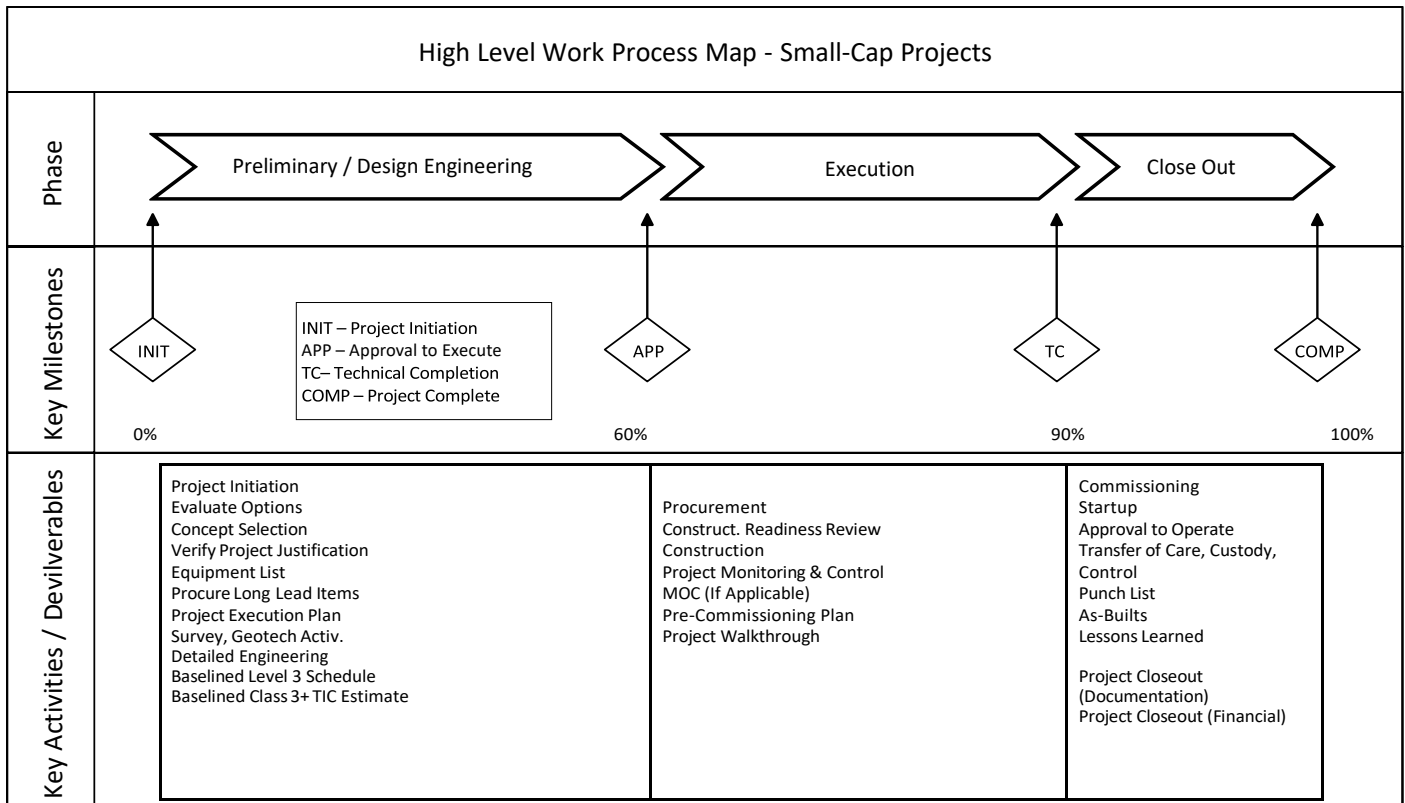 High Level Work Process Map - Small-Cap Projects
Phase
Preliminary / Design Engineering
Execution
Close Out
Key Milestones
INIT
INIT – Project Initiation
APP – Approval to Execute
TC– Technical Completion
COMP – Project Complete
APP
TC
COMP
0%
60%
90%
100%
Key Activities / Devilverables
Project Initiation
Evaluate Options
Concept Selection
Verify Project Justification
Equipment List
Procure Long Lead Items
Project Execution Plan
Survey, Geotech Activ.
Detailed Engineering
Baselined Level 3 Schedule
Baselined Class 3+ TIC Estimate
Procurement
Construct. Readiness Review
Construction
Project Monitoring & Control
MOC (If Applicable)
Pre-Commissioning Plan
Project Walkthrough
Commissioning
Startup
Approval to Operate
Transfer of Care, Custody,
Control
Punch List
As-Builts
Lessons Learned
Project Closeout
(Documentation)
Project Closeout (Financial)